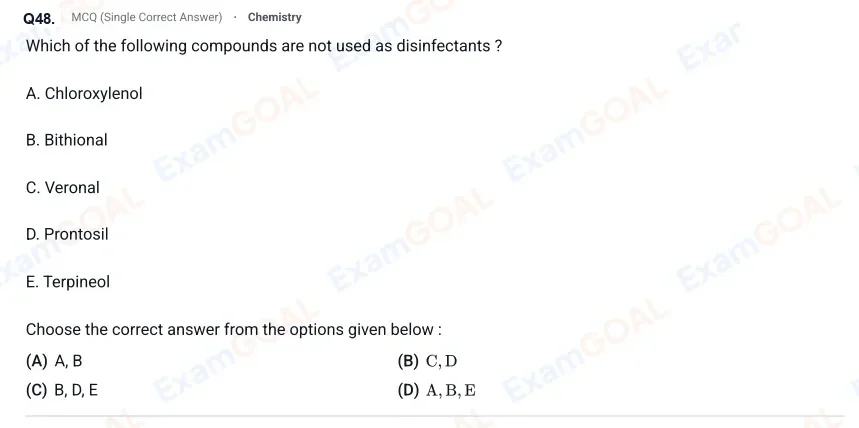 Q48. MCQ (Single Correct Answer) · Chemistry
Which of the following compounds are not used as disinfectants ?
A. Chloroxylenol
B. Bithional
C. Veronal
D. Prontosil
E. Terpineol
Choose the correct answer from the options given below :
(A) A, B (B) C, D
(C) B, D, E (D) A, B, E
ExamGOAL